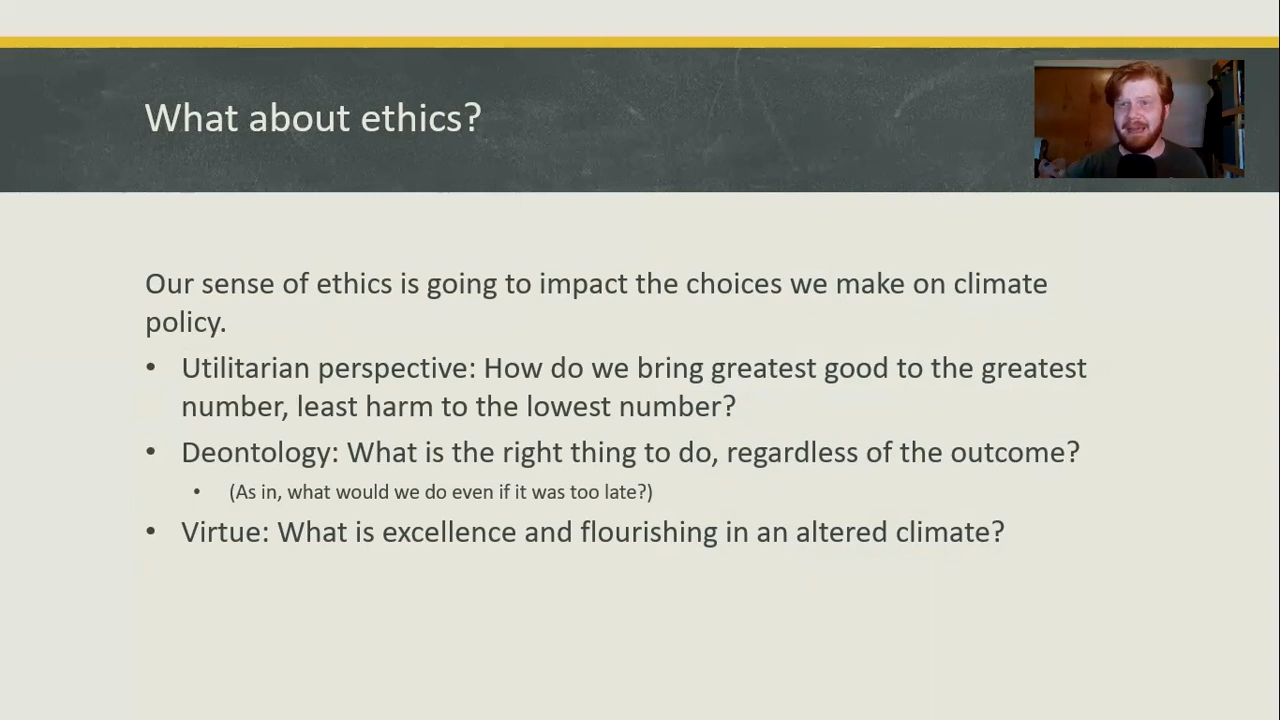 What about ethics?
Our sense of ethics is going to impact the choices we make on climate
policy.
• Utilitarian perspective: How do we bring greatest good to the greatest
number, least harm to the lowest number?
• Deontology: What is the right thing to do, regardless of the outcome?
• (As in, what would we do even if it was too late?)
• Virtue: What is excellence and flourishing in an altered climate?